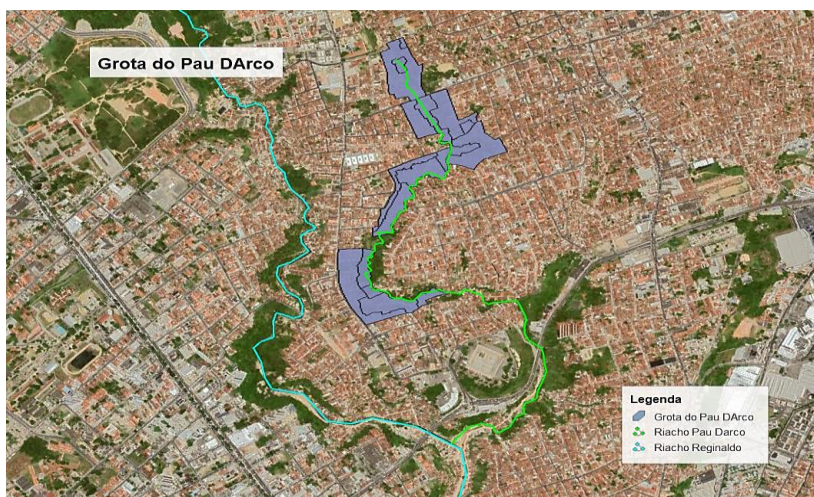 Grota do Pau DArco
Legenda
Grota do Pau DArco
Riacho Pau Darco
Riacho Reginaldo